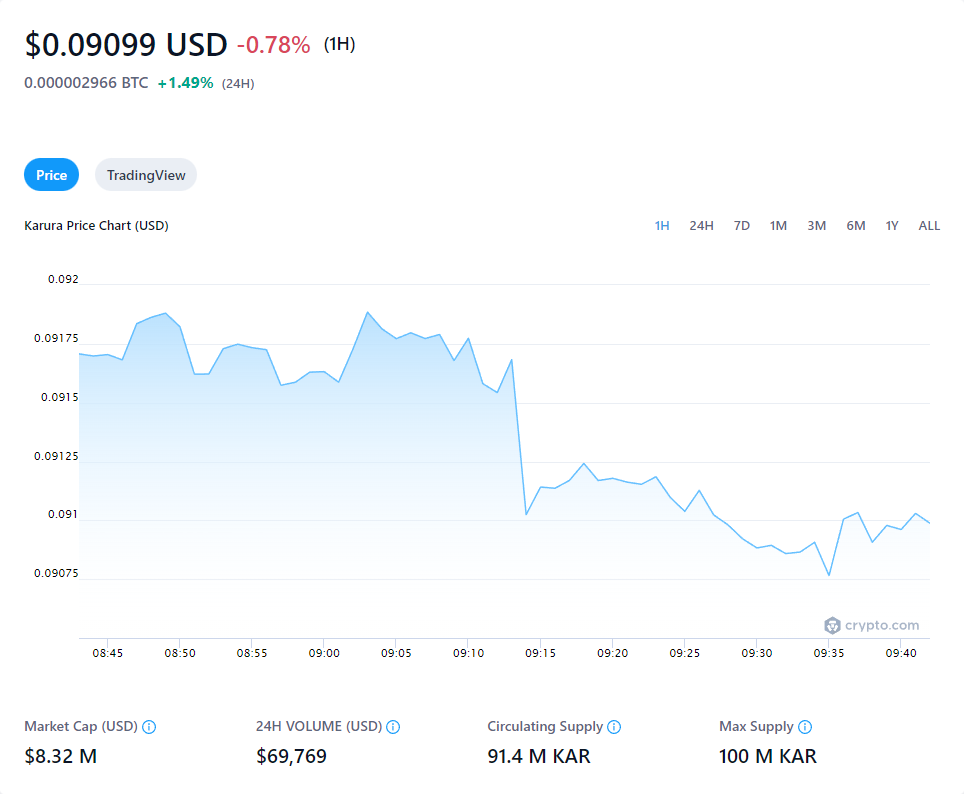 $0.09099 USD -0.78% (1H)
0.000002966 BTC +1.49% (24H)
Price TradingView
Karura Price Chart (USD) 1H 24H 7D 1M 3M 6M 1Y ALL
0.092
0.09175
0.0915
0.09125
0.091
0.09075
crypto.com
08:45 08:50 08:55 09:00 09:05 09:10 09:15 09:20 09:25 09:30 09:35 09:40
Market Cap (USD) 24H VOLUME (USD) Circulating Supply Max Supply
$8.32 M $69,769 91.4 M KAR 100 M KAR